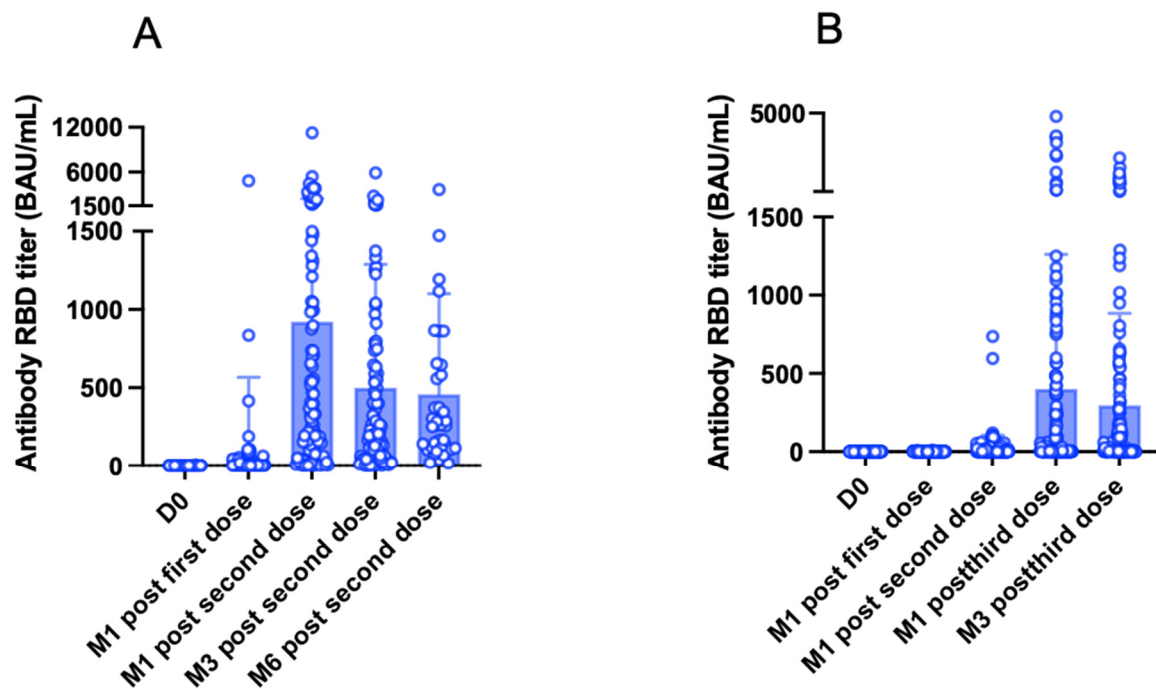 A
Antibody RBD titer (BAU/mL)
12000
6000
1500
1500
1000
500
0
D0
M1 post first dose
M1 post second dose
M3 post second dose
M6 post second dose
B
Antibody RBD titer (BAU/mL)
5000
1500
500
0
D0
M1 post first dose
M1 post second dose
M1 postthird dose
M3 postthird dose